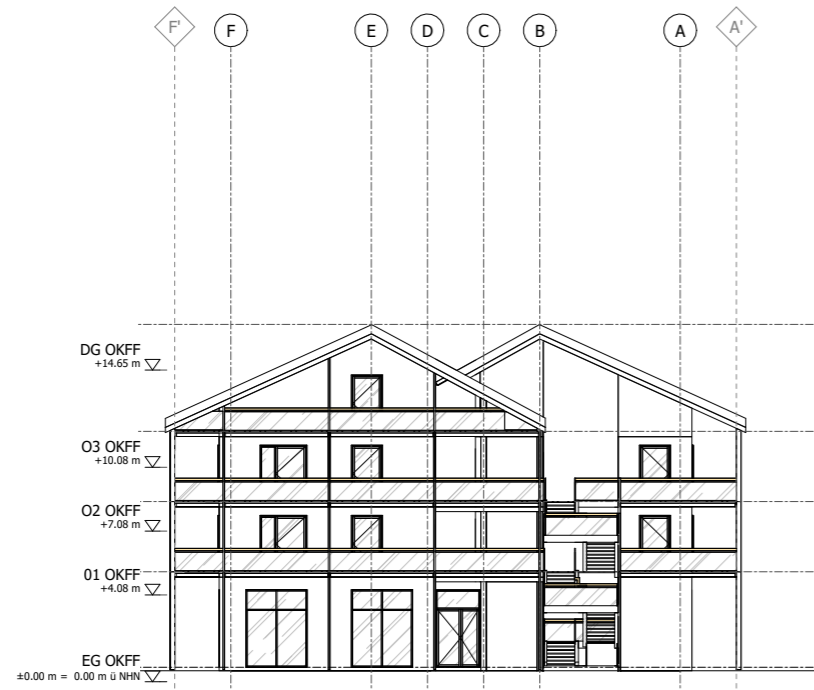 F' F E D C B A A'
DG OKFF
+14.65 m
O3 OKFF
+10.08 m
O2 OKFF
+7.08 m
01 OKFF
+4.08 m
EG OKFF
±0.00 m = 0.00 m ü NHN